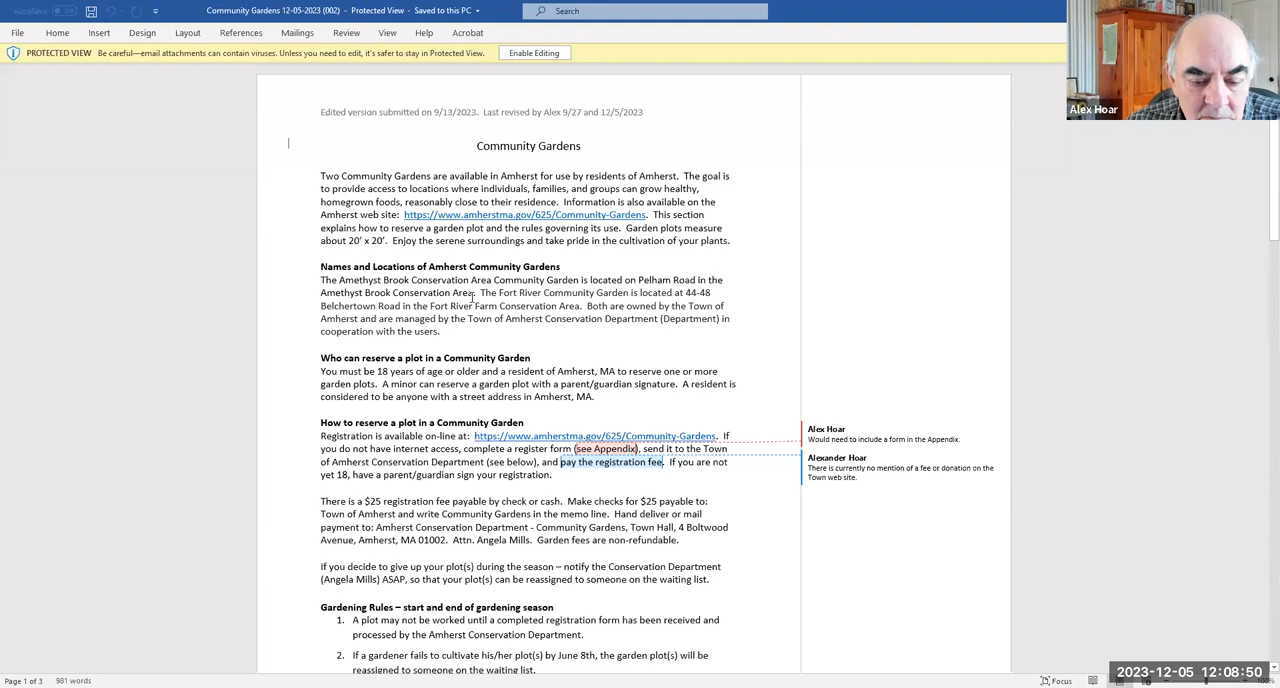 AutoSave
Community Gardens 12-05-2023 (002) - Protected View - Saved to this PC
Search
File Home Insert Design Layout References Mailings Review View Help Acrobat
PROTECTED VIEW Be careful—email attachments can contain viruses. Unless you need to edit, it's safer to stay in Protected View. Enable Editing
Alex Hoar
Edited version submitted on 9/13/2023. Last revised by Alex 9/27 and 12/5/2023
Community Gardens
Two Community Gardens are available in Amherst for use by residents of Amherst. The goal is
to provide access to locations where individuals, families, and groups can grow healthy,
homegrown foods, reasonably close to their residence. Information is also available on the
Amherst web site: https://www.amherstma.gov/625/Community-Gardens. This section
explains how to reserve a garden plot and the rules governing its use. Garden plots measure
about 20' x 20'. Enjoy the serene surroundings and take pride in the cultivation of your plants.
Names and Locations of Amherst Community Gardens
The Amethyst Brook Conservation Area Community Garden is located on Pelham Road in the
Amethyst Brook Conservation Area. The Fort River Community Garden is located at 44-48
Belchertown Road in the Fort River Farm Conservation Area. Both are owned by the Town of
Amherst and are managed by the Town of Amherst Conservation Department (Department) in
cooperation with the users.
Who can reserve a plot in a Community Garden
You must be 18 years of age or older and a resident of Amherst, MA to reserve one or more
garden plots. A minor can reserve a garden plot with a parent/guardian signature. A resident is
considered to be anyone with a street address in Amherst, MA.
How to reserve a plot in a Community Garden
Registration is available on-line at: https://www.amherstma.gov/625/Community-Gardens. If
you do not have internet access, complete a register form (see Appendix), send it to the Town
of Amherst Conservation Department (see below), and pay the registration fee. If you are not
yet 18, have a parent/guardian sign your registration.
Alex Hoar
Would need to include a form in the Appendix.
Alexander Hoar
There is currently no mention of a fee or donation on the
Town web site.
There is a $25 registration fee payable by check or cash. Make checks for $25 payable to:
Town of Amherst and write Community Gardens in the memo line. Hand deliver or mail
payment to: Amherst Conservation Department - Community Gardens, Town Hall, 4 Boltwood
Avenue, Amherst, MA 01002. Attn. Angela Mills. Garden fees are non-refundable.
If you decide to give up your plot(s) during the season – notify the Conservation Department
(Angela Mills) ASAP, so that your plot(s) can be reassigned to someone on the waiting list.
Gardening Rules – start and end of gardening season
1. A plot may not be worked until a completed registration form has been received and
processed by the Amherst Conservation Department.
2. If a gardener fails to cultivate his/her plot(s) by June 8th, the garden plot(s) will be
reassigned to someone on the waiting list.
Page 1 of 3 981 words
Focus
2023-12-05 12:08:50